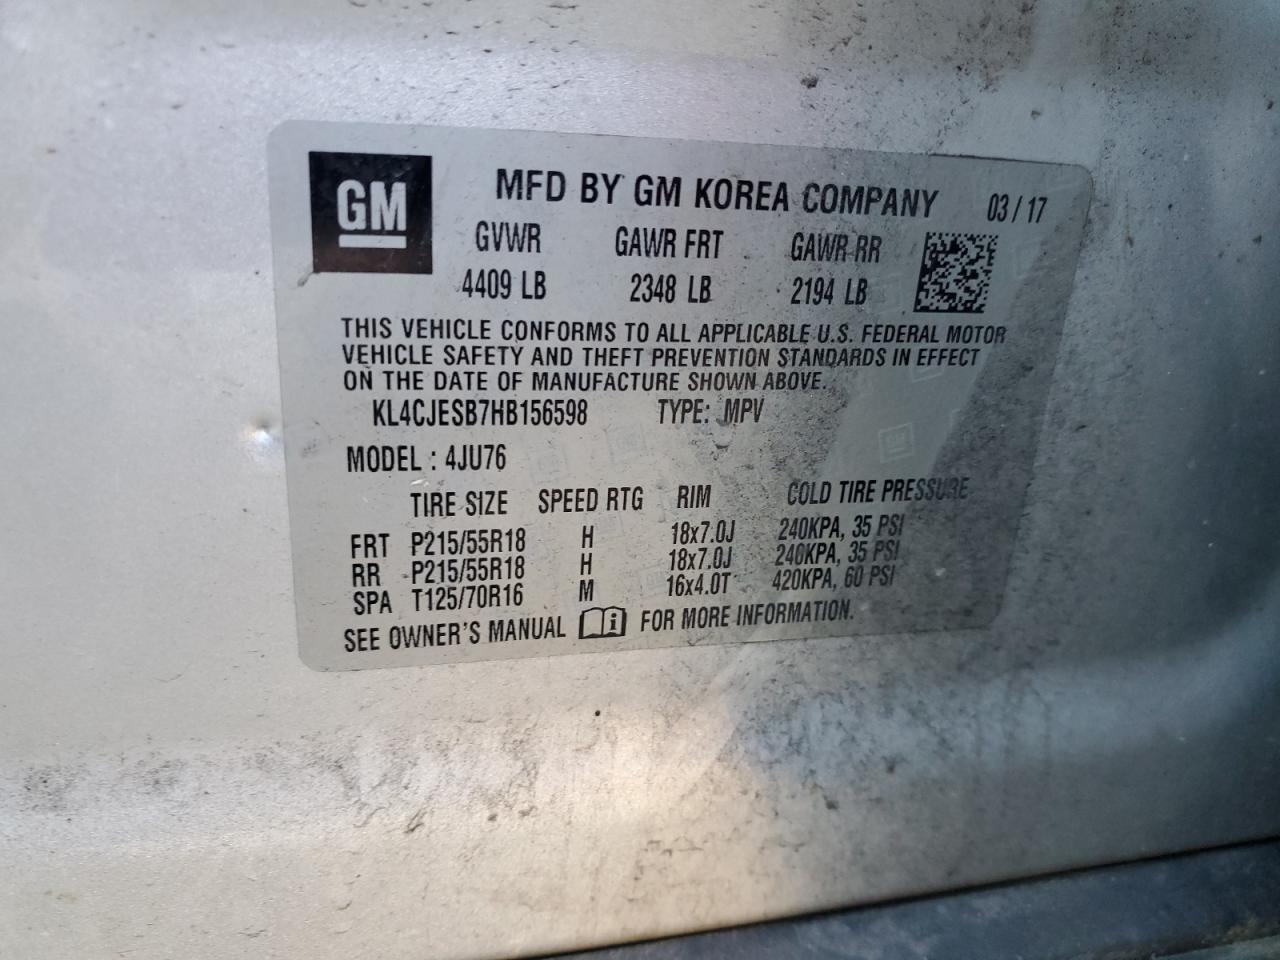 GM
MFD BY GM KOREA COMPANY 03/17
GVWR GAWR FRT GAWR RR
4409 LB 2348 LB 2194 LB
THIS VEHICLE CONFORMS TO ALL APPLICABLE U.S. FEDERAL MOTOR
VEHICLE SAFETY AND THEFT PREVENTION STANDARDS IN EFFECT
ON THE DATE OF MANUFACTURE SHOWN ABOVE.
KL4CJESB7HB156598 TYPE: MPV
MODEL : 4JU76
TIRE SIZE SPEED RTG RIM COLD TIRE PRESSURE
FRT P215/55R18 H 18x7.0J 240KPA, 35 PSI
RR P215/55R18 H 18x7.0J 240KPA, 35 PSI
SPA T125/70R16 M 16x4.0T 420KPA, 60 PSI
SEE OWNER'S MANUAL i FOR MORE INFORMATION.